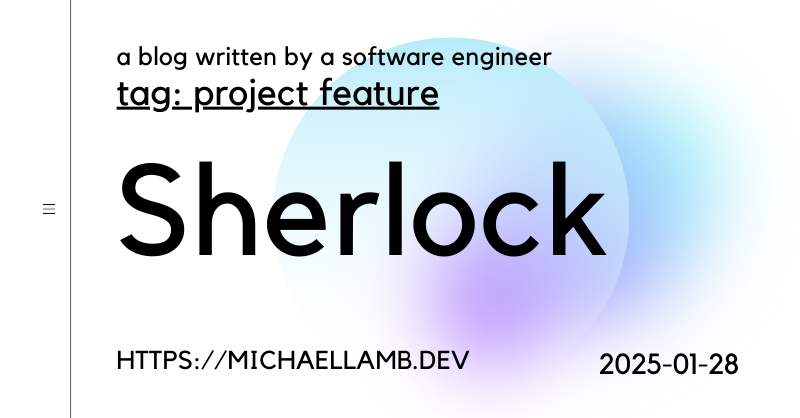 a blog written by a software engineer
tag: project feature
Sherlock
HTTPS://MICHAELLAMB.DEV
2025-01-28